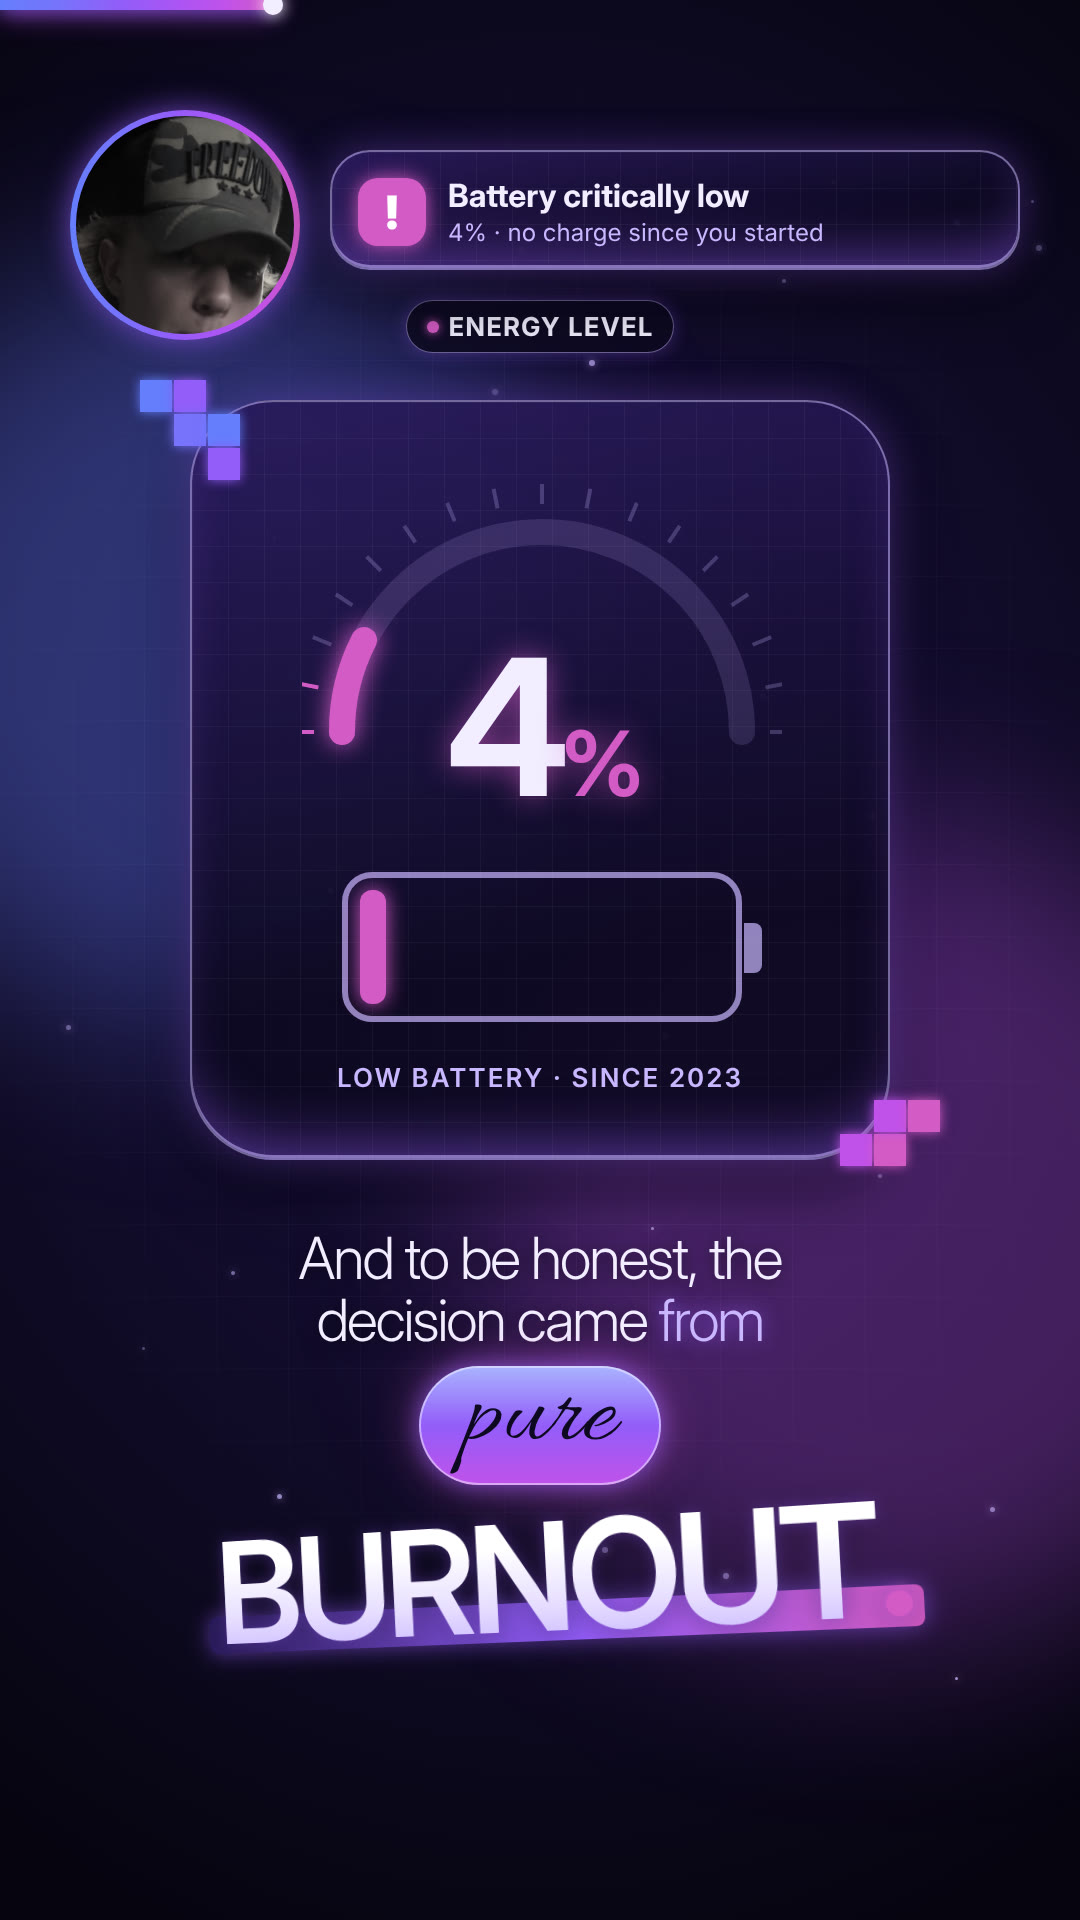 FREEDOM
!
Battery critically low
4% · no charge since you started
ENERGY LEVEL
4%
LOW BATTERY · SINCE 2023
And to be honest, the
decision came from
pure
BURNOUT